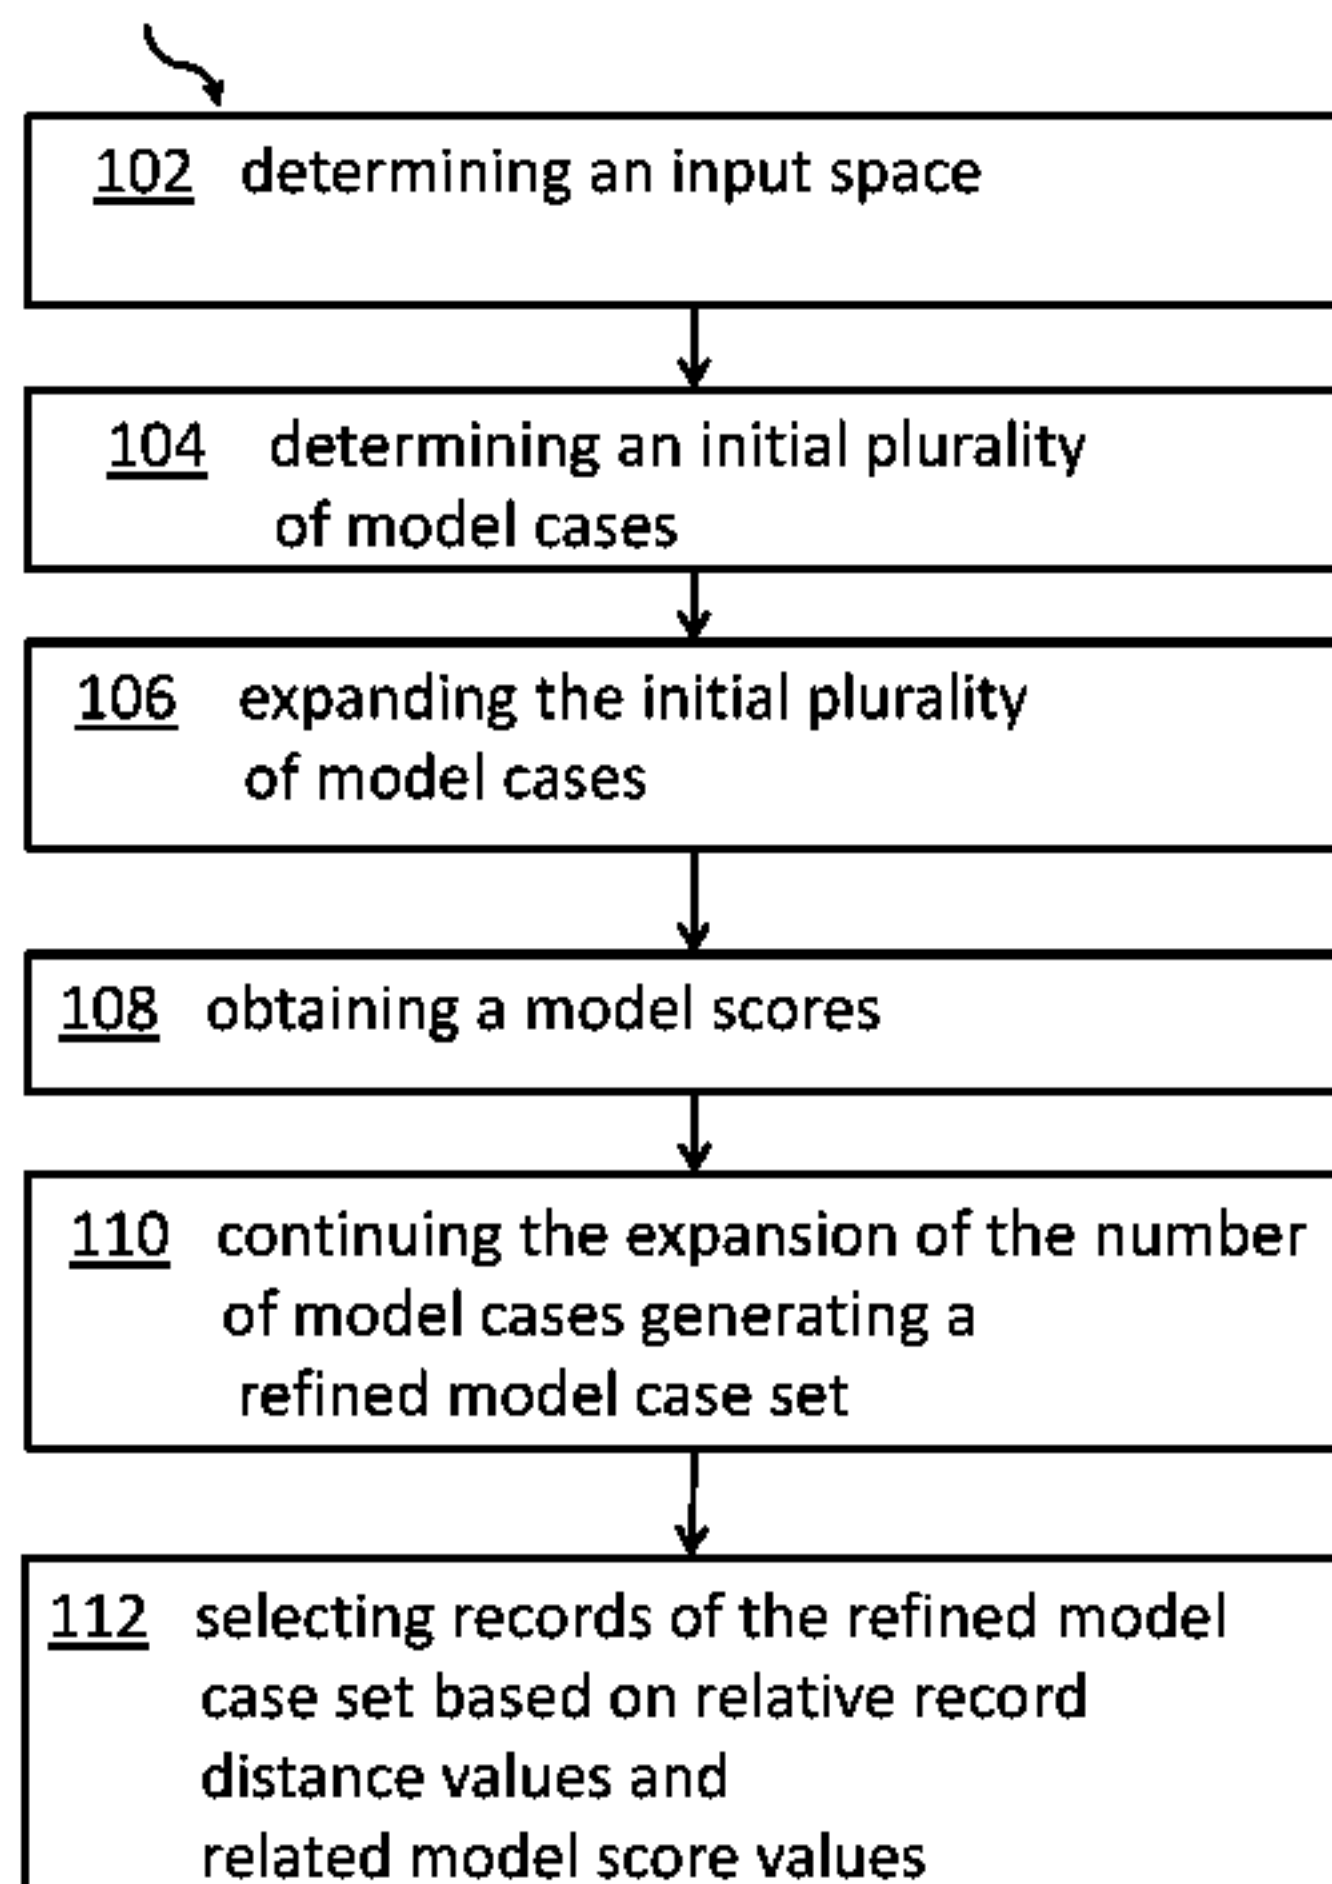 102 determining an input space
104 determining an initial plurality
of model cases
106 expanding the initial plurality
of model cases
108 obtaining a model scores
110 continuing the expansion of the number
of model cases generating a
refined model case set
112 selecting records of the refined model
case set based on relative record
distance values and
related model score values